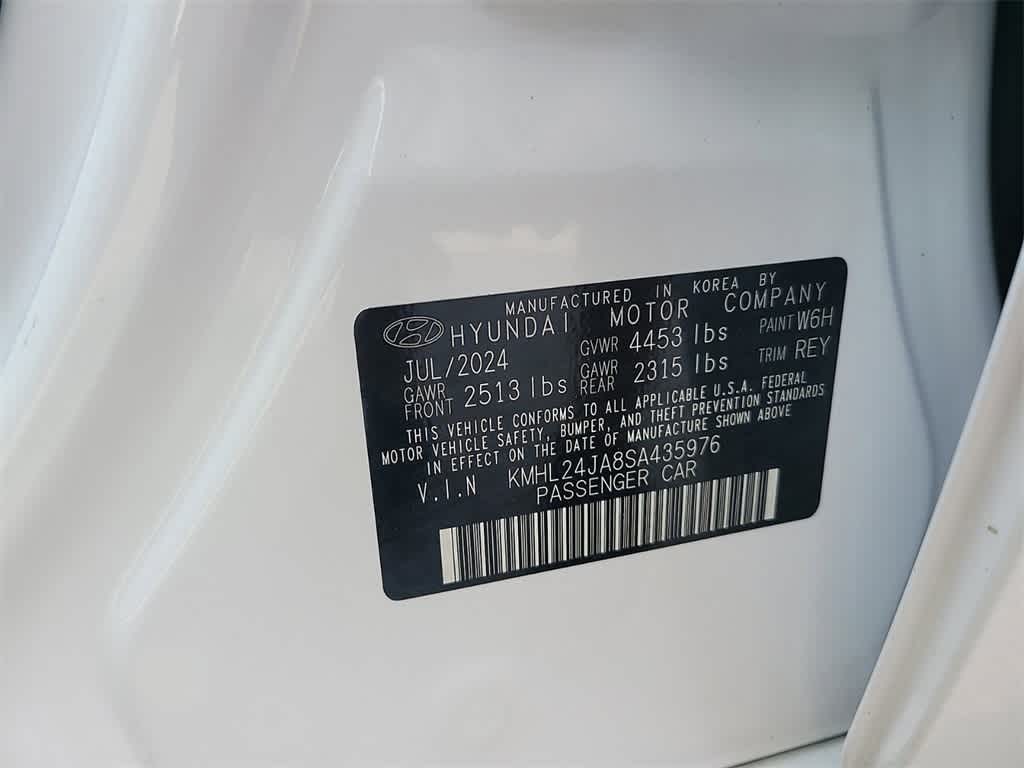 MANUFACTURED IN KOREA BY
HYUNDAI MOTOR COMPANY
JUL/2024 GVWR 4453 lbs PAINT W6H
GAWR FRONT 2513 lbs GAWR REAR 2315 lbs TRIM REY
THIS VEHICLE CONFORMS TO ALL APPLICABLE U.S.A. FEDERAL
MOTOR VEHICLE SAFETY, BUMPER, AND THEFT PREVENTION STANDARDS
IN EFFECT ON THE DATE OF MANUFACTURE SHOWN ABOVE
V.I.N KMHL24JA8SA435976
PASSENGER CAR